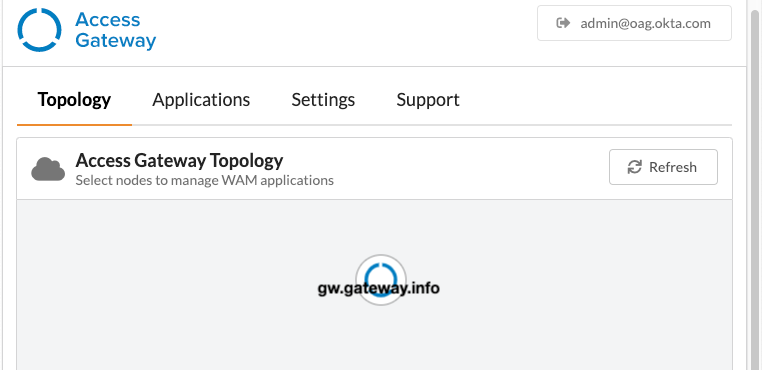 Access
Gateway
admin@oag.okta.com
Topology Applications Settings Support
Access Gateway Topology
Select nodes to manage WAM applications
Refresh
gw.gateway.info